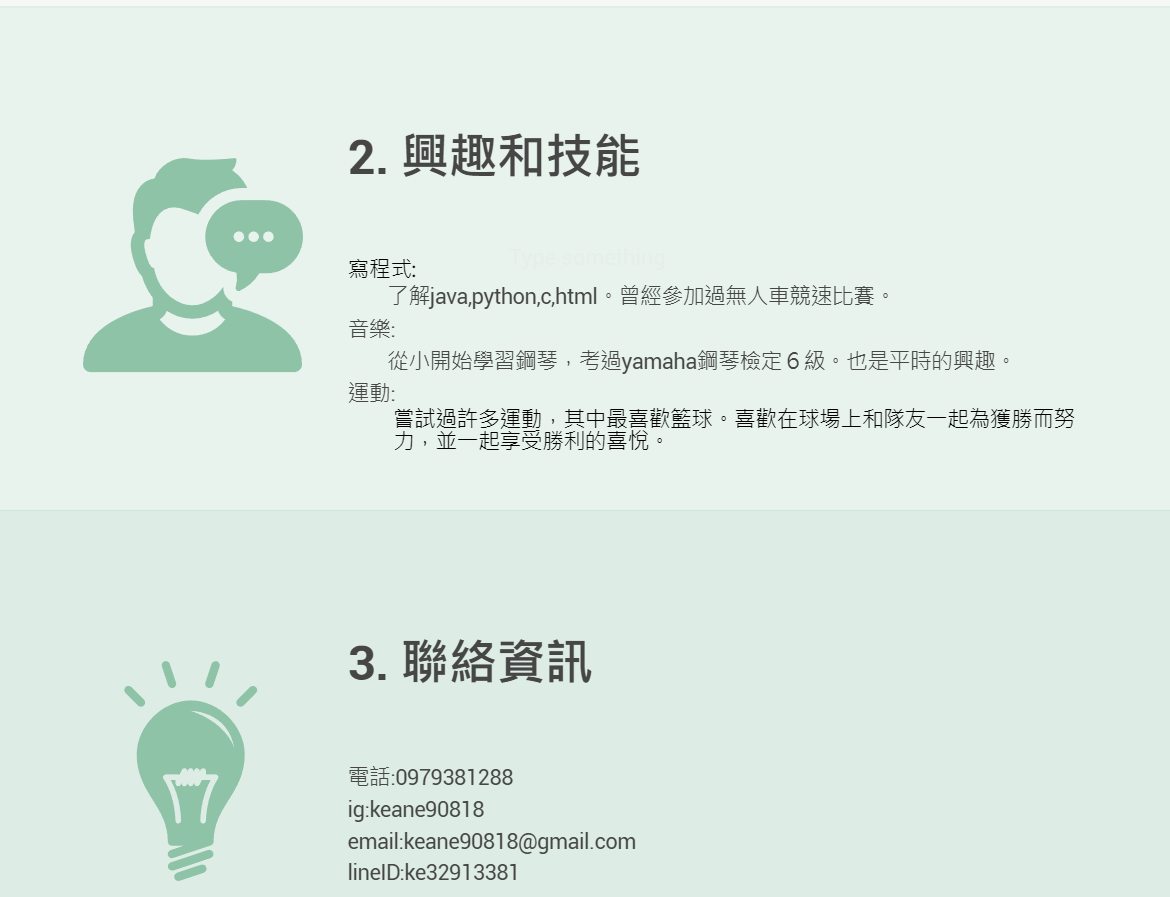 2. 興趣和技能
Type something
寫程式:
了解java,python,c,html。曾經參加過無人車競速比賽。
音樂:
從小開始學習鋼琴，考過yamaha鋼琴檢定６級。也是平時的興趣。
運動:
嘗試過許多運動，其中最喜歡籃球。喜歡在球場上和隊友一起為獲勝而努
力，並一起享受勝利的喜悅。
3. 聯絡資訊
電話:0979381288
ig:keane90818
email:keane90818@gmail.com
lineID:ke32913381